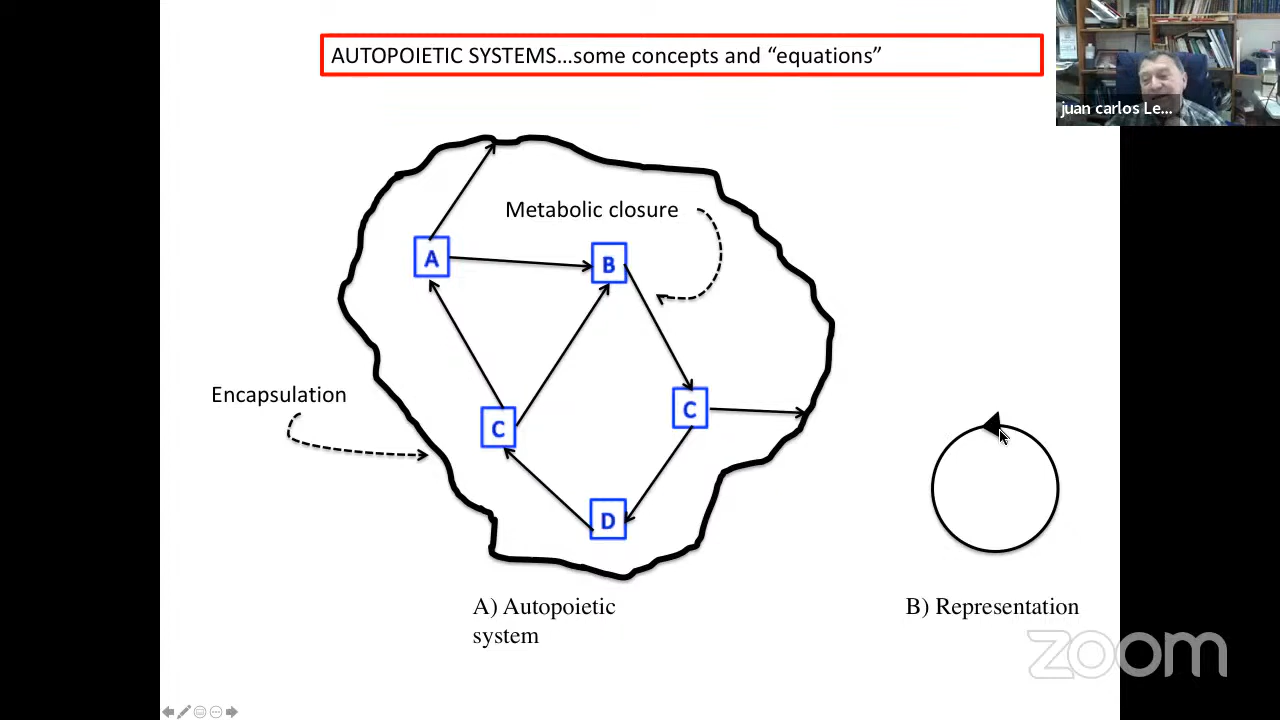 AUTOPOIETIC SYSTEMS...some concepts and “equations”
juan carlos Le...
Metabolic closure
A
B
Encapsulation
C
C
D
A) Autopoietic
system
B) Representation
zoom